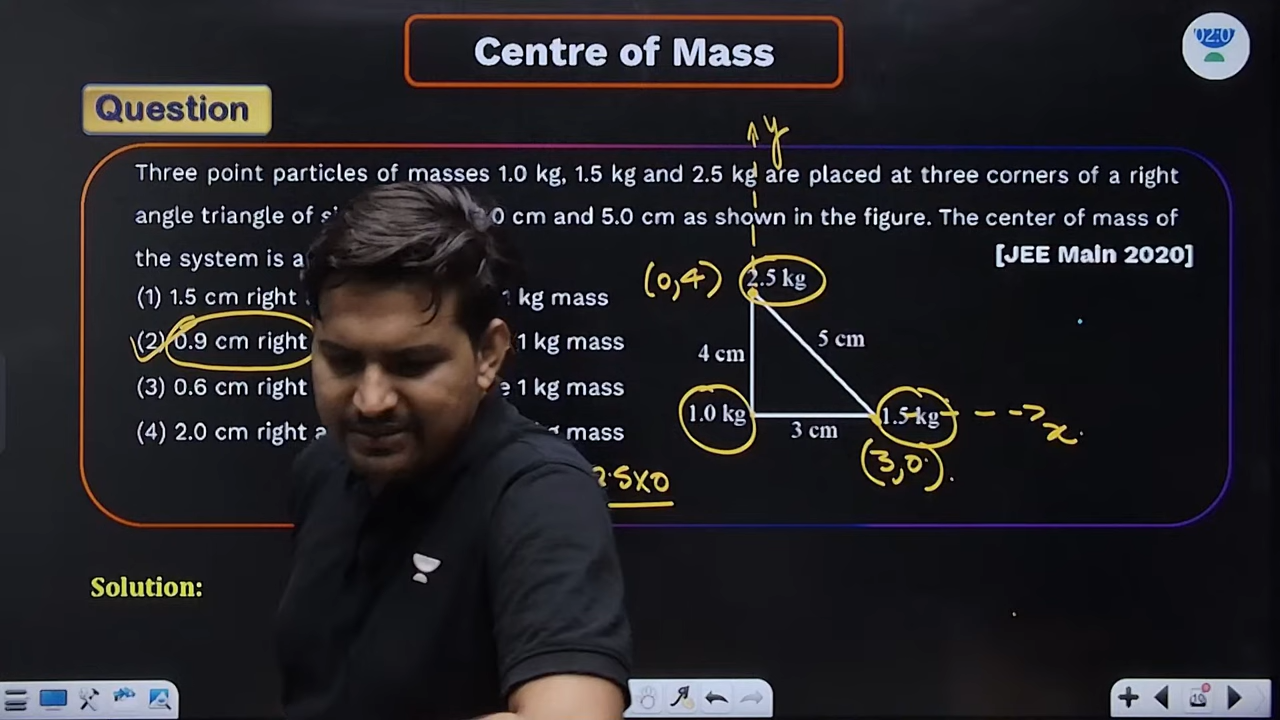 Centre of Mass
Question
Three point particles of masses 1.0 kg, 1.5 kg and 2.5 kg are placed at three corners of a right
angle triangle of 0 cm and 5.0 cm as shown in the figure. The center of mass of
the system is
[JEE Main 2020]
(1) 1.5 cm right kg mass
(2) 0.9 cm right 1 kg mass
(3) 0.6 cm right 1 kg mass
(4) 2.0 cm right mass
y
(0,4) 2.5 kg
5 cm
4 cm
1.0 kg
1.5 kg
x
3 cm
(3,0)
2.5x0
Solution: